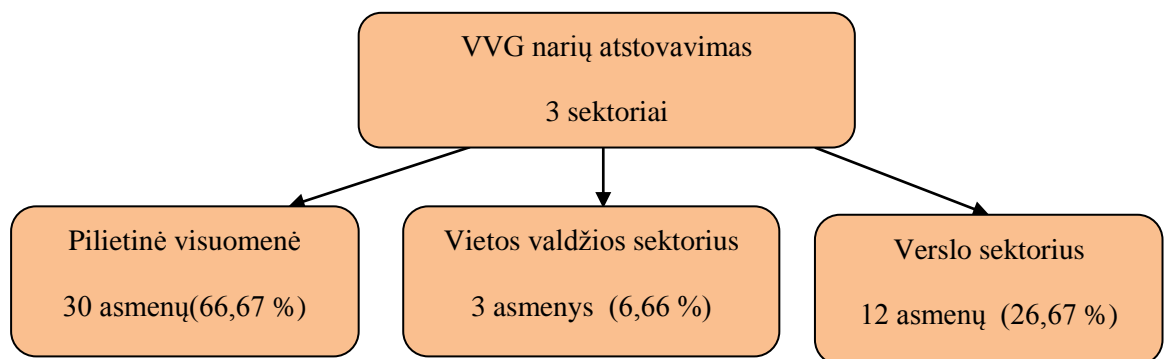 VVG narių atstovavimas
3 sektoriai
Pilietinė visuomenė
30 asmenų(66,67 %)
Vietos valdžios sektorius
3 asmenys (6,66 %)
Verslo sektorius
12 asmenų (26,67 %)